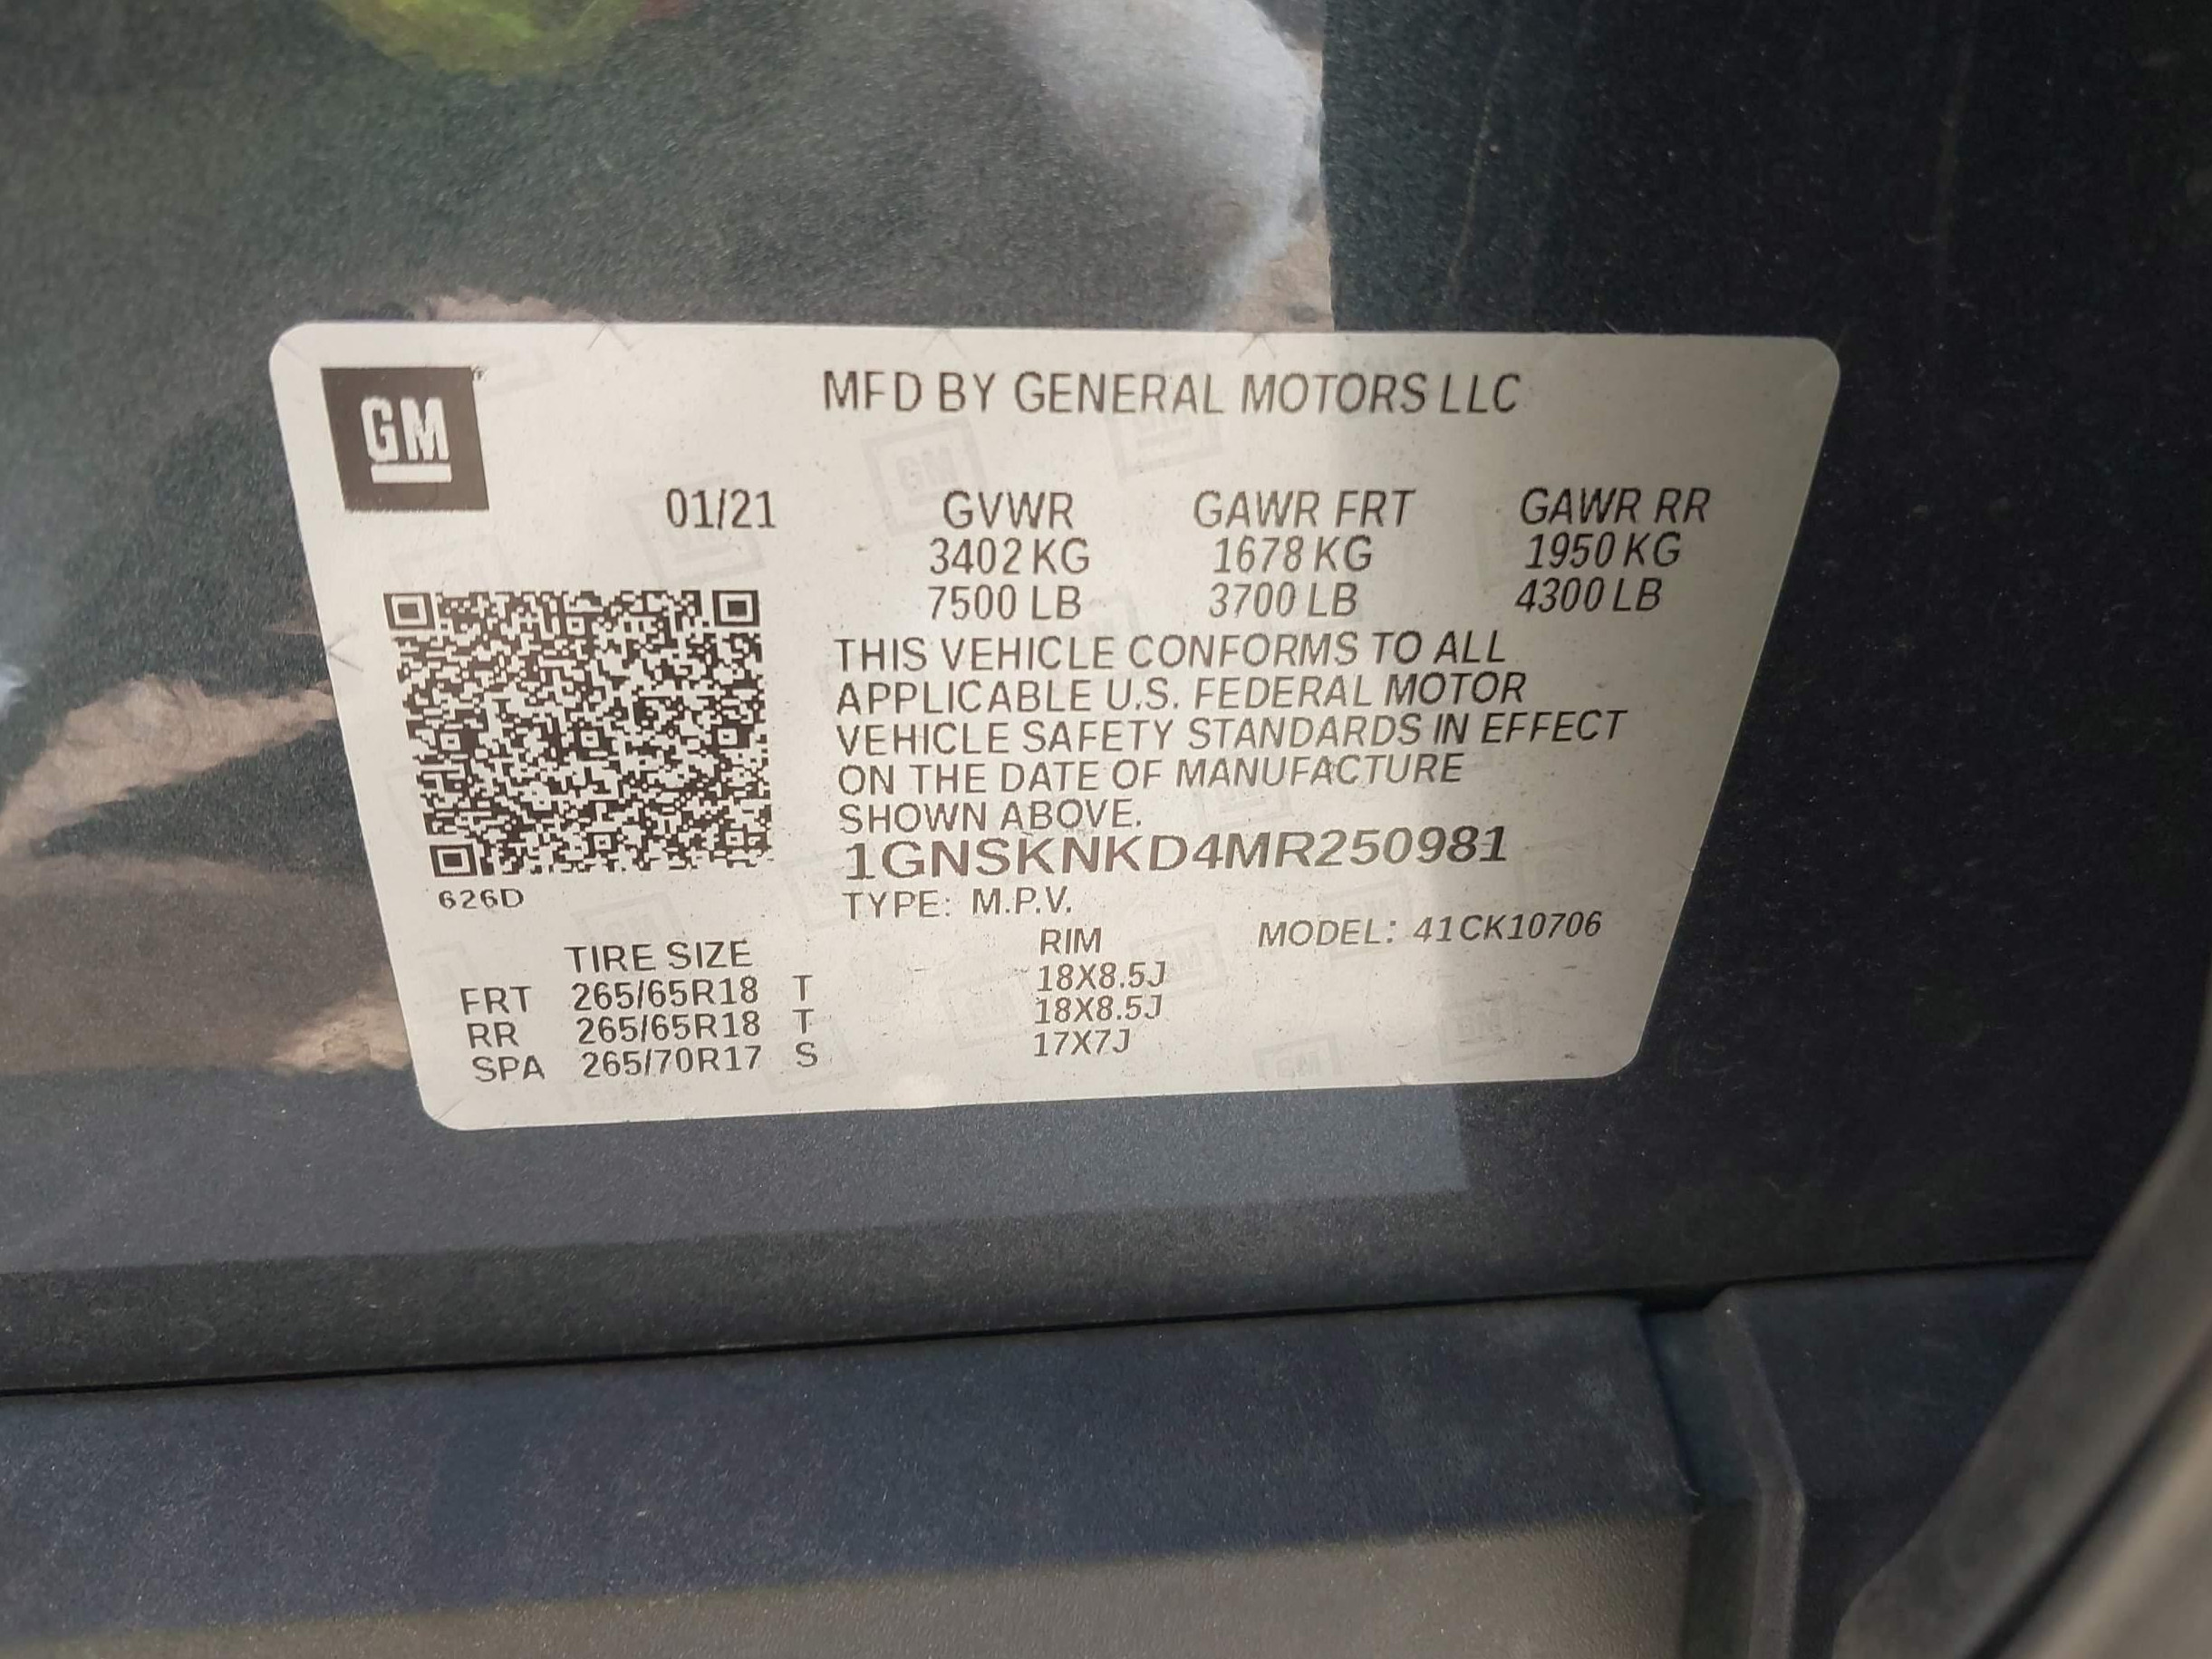 GM
MFD BY GENERAL MOTORS LLC
01/21 GVWR GAWR FRT GAWR RR
3402 KG 1678 KG 1950 KG
7500 LB 3700 LB 4300 LB
THIS VEHICLE CONFORMS TO ALL
APPLICABLE U.S. FEDERAL MOTOR
VEHICLE SAFETY STANDARDS IN EFFECT
ON THE DATE OF MANUFACTURE
SHOWN ABOVE.
1GNSKNKD4MR250981
626D
TYPE: M.P.V.
MODEL: 41CK10706
TIRE SIZE RIM
FRT 265/65R18 T 18X8.5J
RR 265/65R18 T 18X8.5J
SPA 265/70R17 S 17X7J